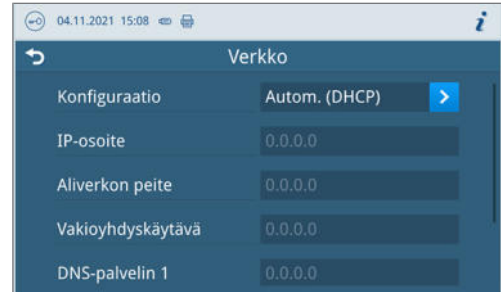 04.11.2021 15:08
Verkko
Konfiguraatio Autom. (DHCP)
IP-osoite 0.0.0.0
Aliverkon peite 0.0.0.0
Vakioyhdyskäytävä 0.0.0.0
DNS-palvelin 1 0.0.0.0